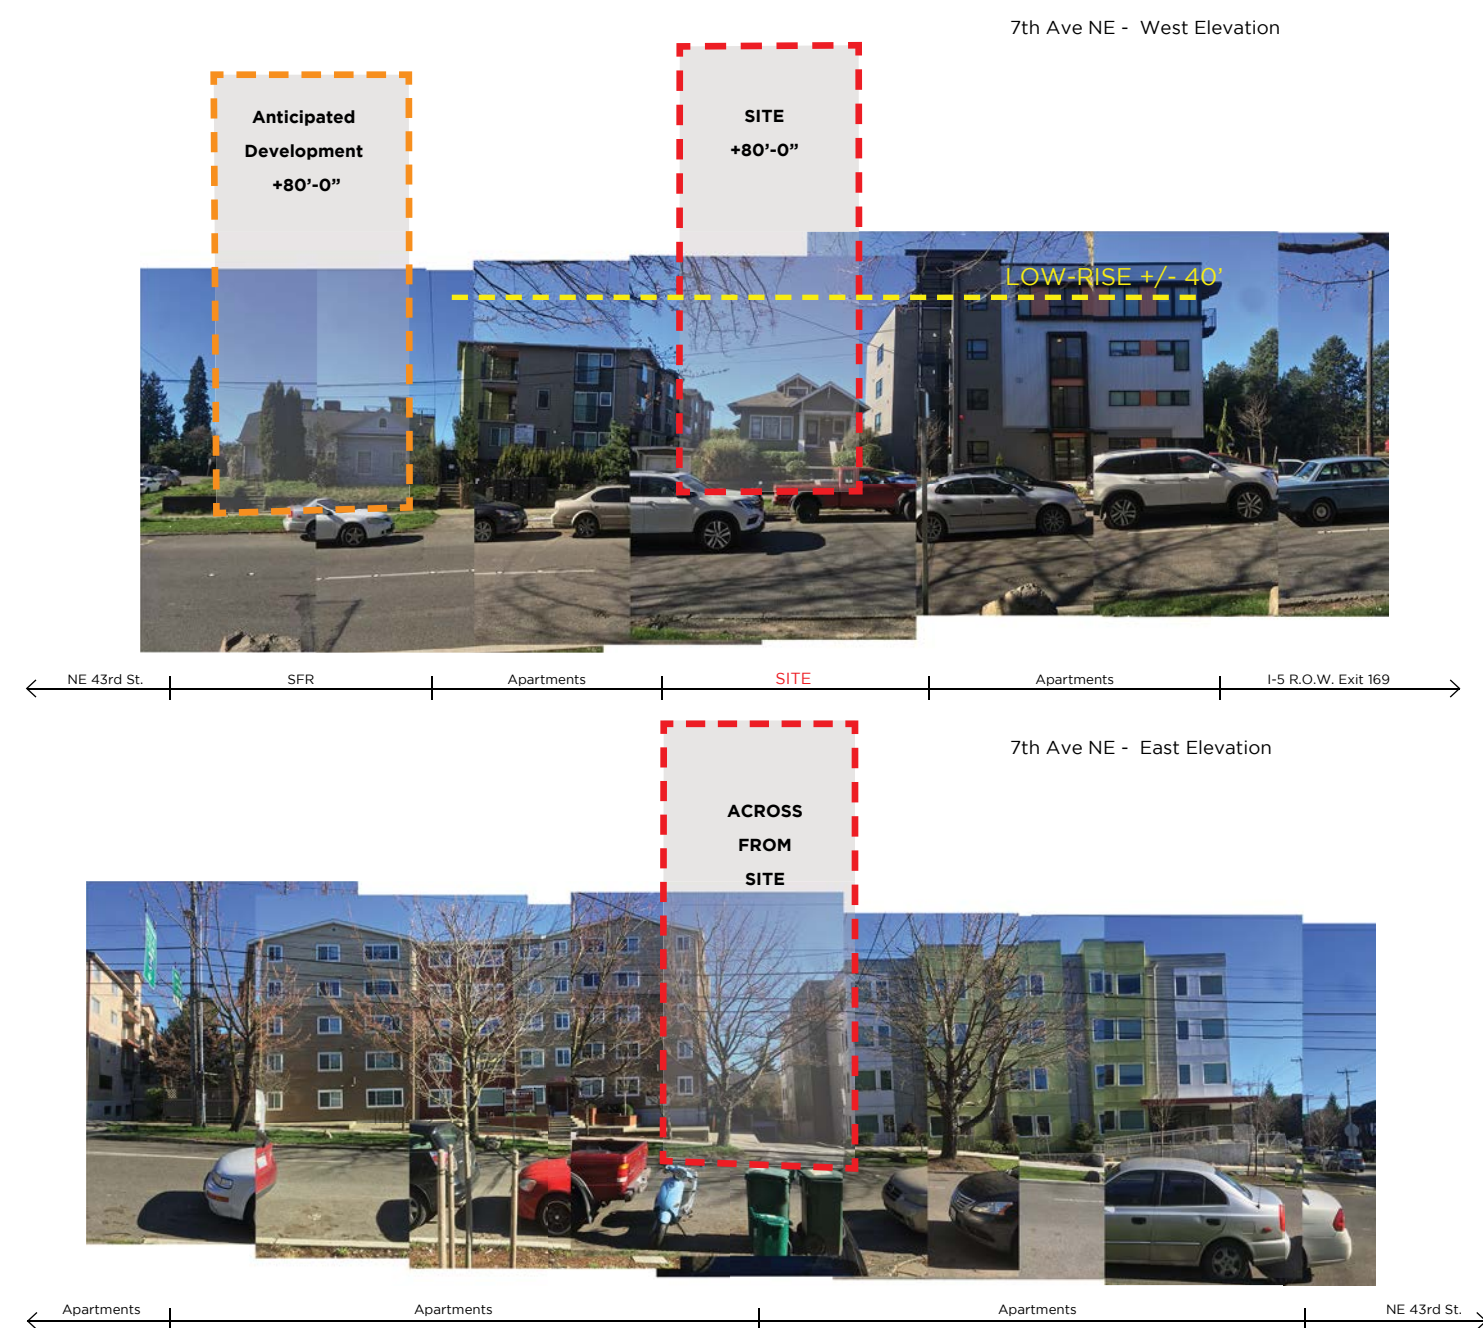 7th Ave NE - West Elevation
Anticipated
Development
+80'-0”
SITE
+80'-0”
LOW-RISE +/- 40'
NE 43rd St.
SFR
Apartments
SITE
Apartments
I-5 R.O.W. Exit 169
7th Ave NE - East Elevation
ACROSS
FROM
SITE
Apartments
Apartments
Apartments
NE 43rd St.